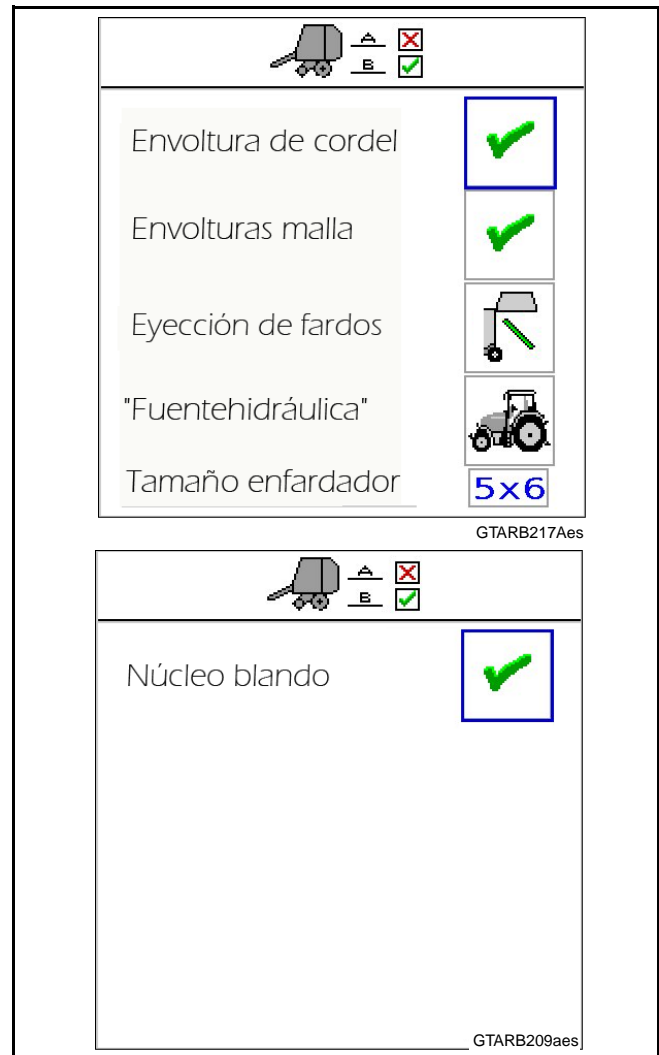 A
B
Envoltura de cordel
Envolturas malla
Eyección de fardos
"Fuentehidráulica"
Tamaño enfardador 5x6
GTARB217Aes
A
B
Núcleo blando
GTARB209aes